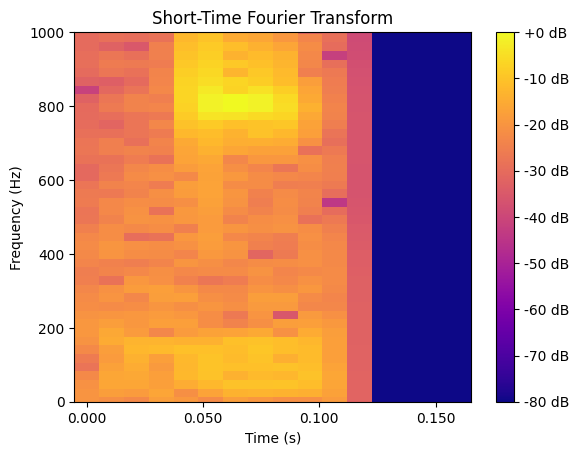 Short-Time Fourier Transform
Frequency (Hz)
1000
800
600
400
200
0
0.000
0.050
0.100
0.150
Time (s)
+0 dB
-10 dB
-20 dB
-30 dB
-40 dB
-50 dB
-60 dB
-70 dB
-80 dB